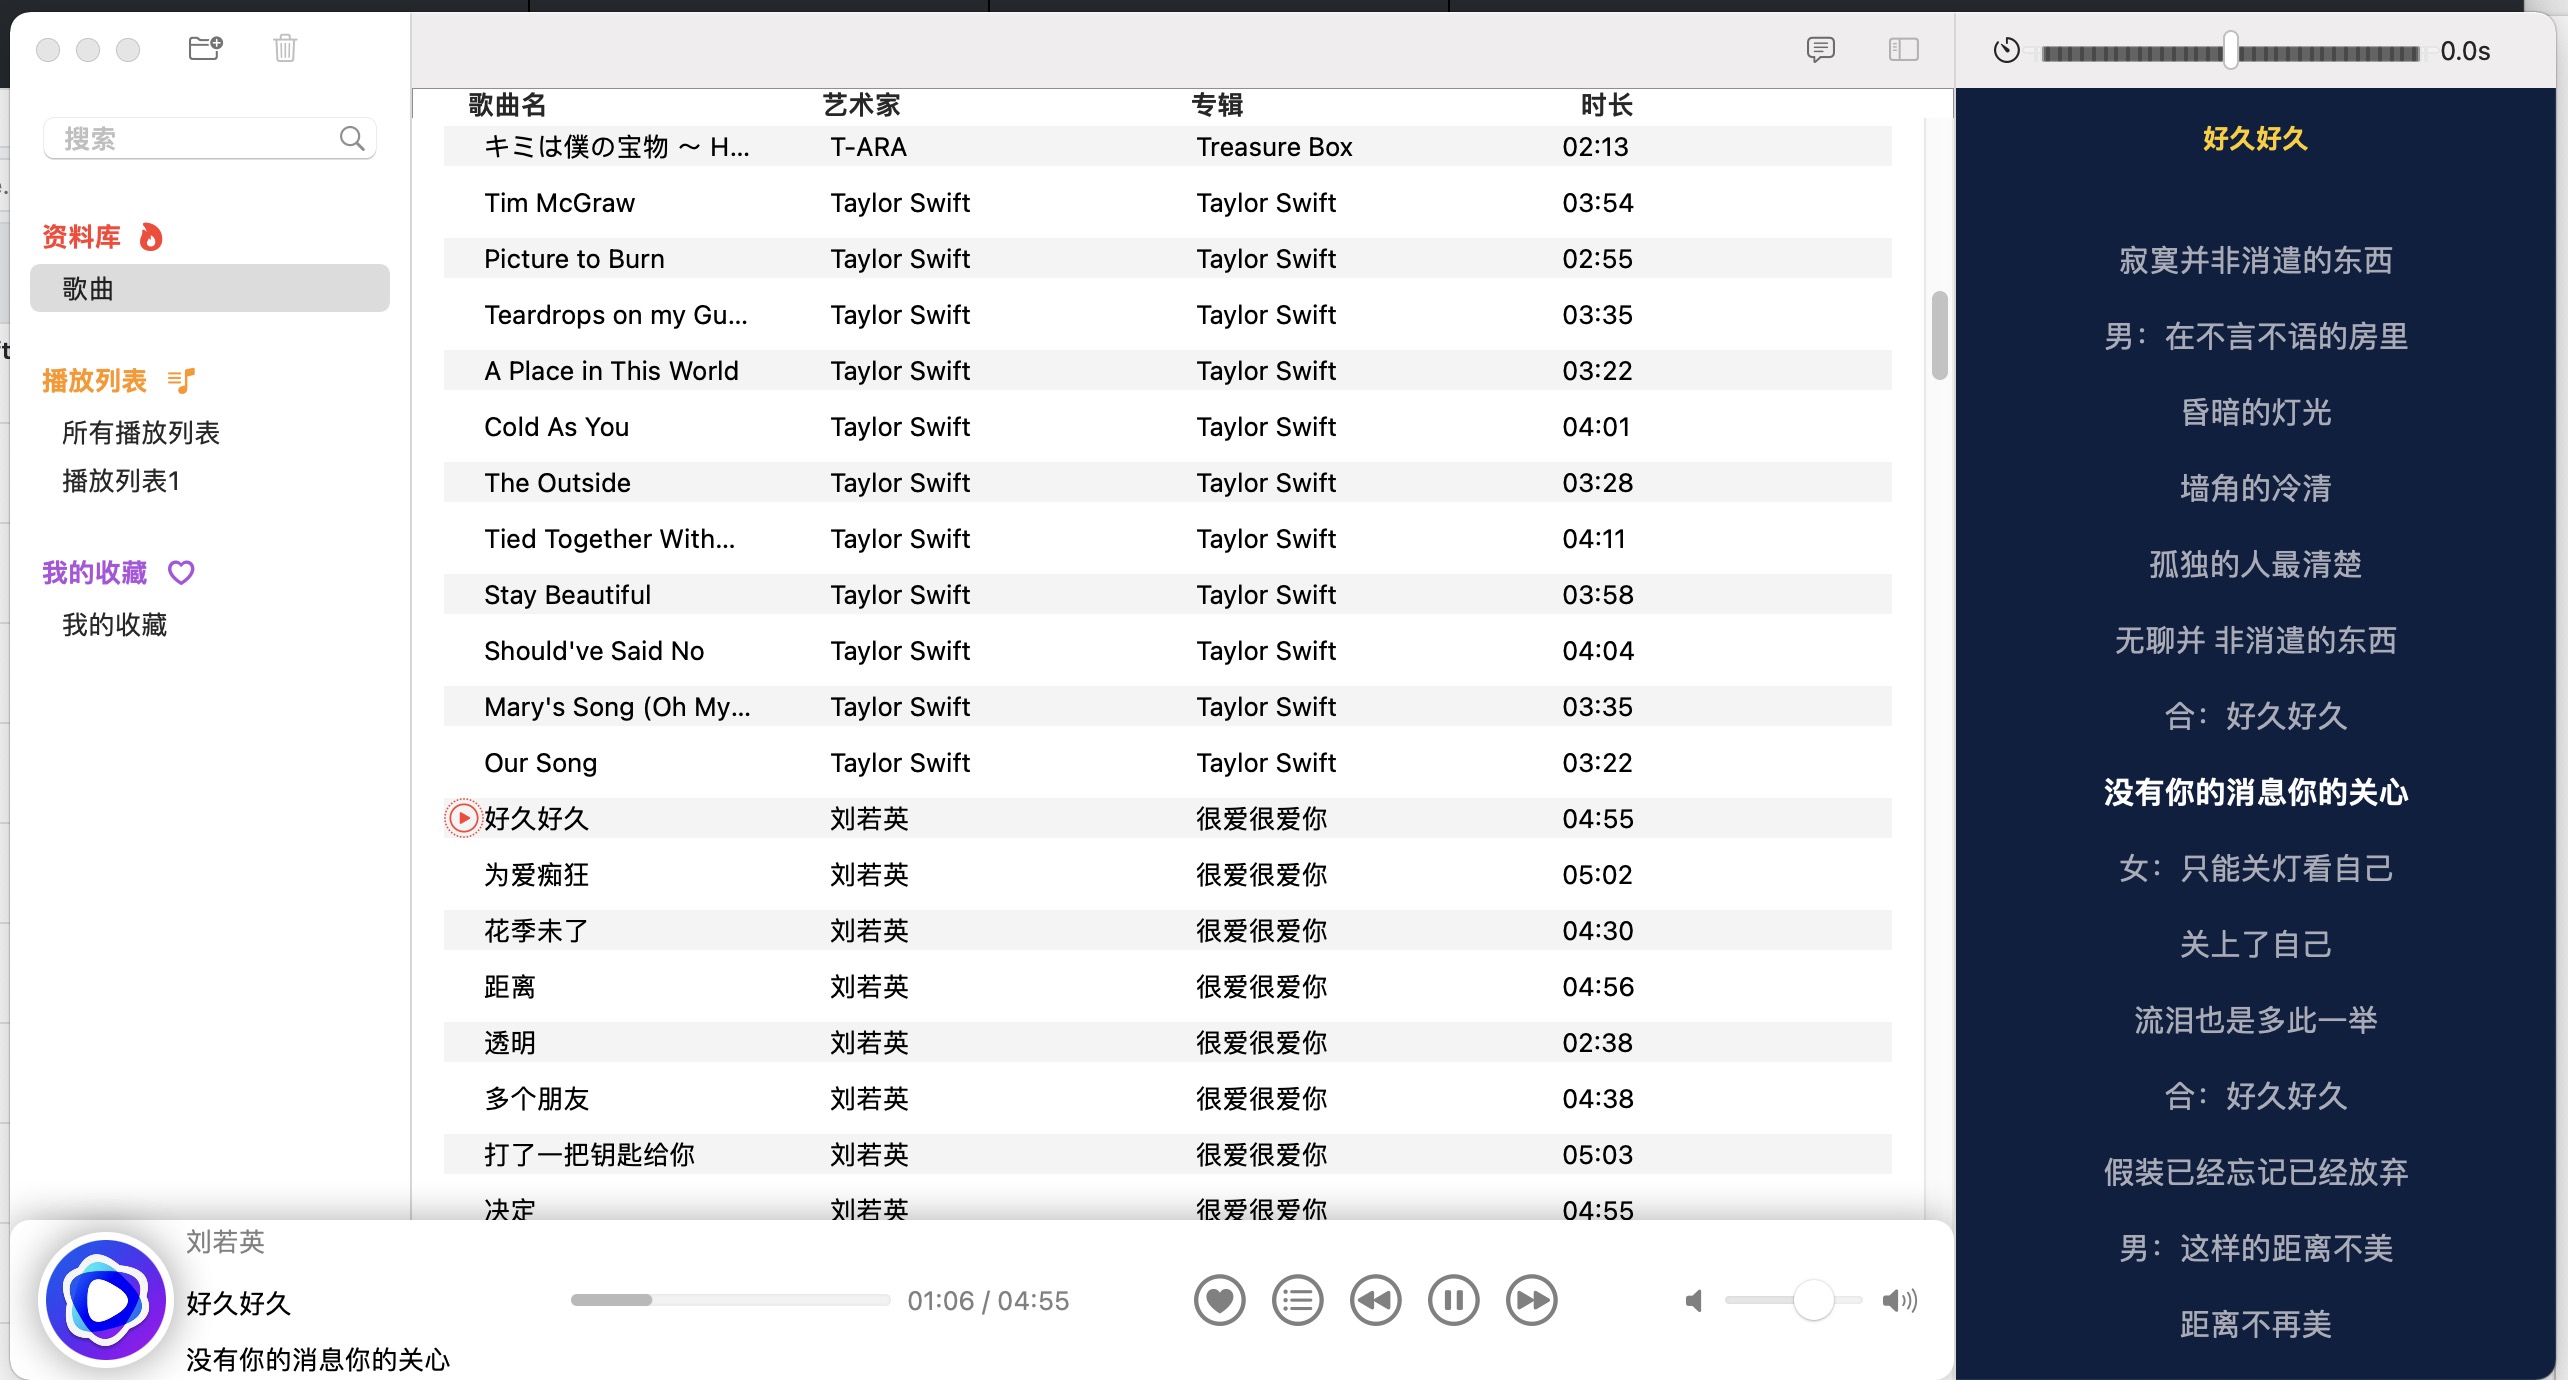 0.0s
搜索
资料库
歌曲
播放列表
所有播放列表
播放列表1
我的收藏
我的收藏
歌曲名 艺术家 专辑 时长
キミは僕の宝物 〜 H... T-ARA Treasure Box 02:13
Tim McGraw Taylor Swift Taylor Swift 03:54
Picture to Burn Taylor Swift Taylor Swift 02:55
Teardrops on my Gu... Taylor Swift Taylor Swift 03:35
A Place in This World Taylor Swift Taylor Swift 03:22
Cold As You Taylor Swift Taylor Swift 04:01
The Outside Taylor Swift Taylor Swift 03:28
Tied Together With... Taylor Swift Taylor Swift 04:11
Stay Beautiful Taylor Swift Taylor Swift 03:58
Should've Said No Taylor Swift Taylor Swift 04:04
Mary's Song (Oh My... Taylor Swift Taylor Swift 03:35
Our Song Taylor Swift Taylor Swift 03:22
好久好久 刘若英 很爱很爱你 04:55
为爱痴狂 刘若英 很爱很爱你 05:02
花季未了 刘若英 很爱很爱你 04:30
距离 刘若英 很爱很爱你 04:56
透明 刘若英 很爱很爱你 02:38
多个朋友 刘若英 很爱很爱你 04:38
打了一把钥匙给你 刘若英 很爱很爱你 05:03
决定 刘若英 很爱很爱你 04:55
好久好久
寂寞并非消遣的东西
男：在不言不语的房里
昏暗的灯光
墙角的冷清
孤独的人最清楚
无聊并 非消遣的东西
合：好久好久
没有你的消息你的关心
女：只能关灯看自己
关上了自己
流泪也是多此一举
合：好久好久
假装已经忘记已经放弃
男：这样的距离不美
距离不再美
刘若英
好久好久
没有你的消息你的关心
01:06 / 04:55